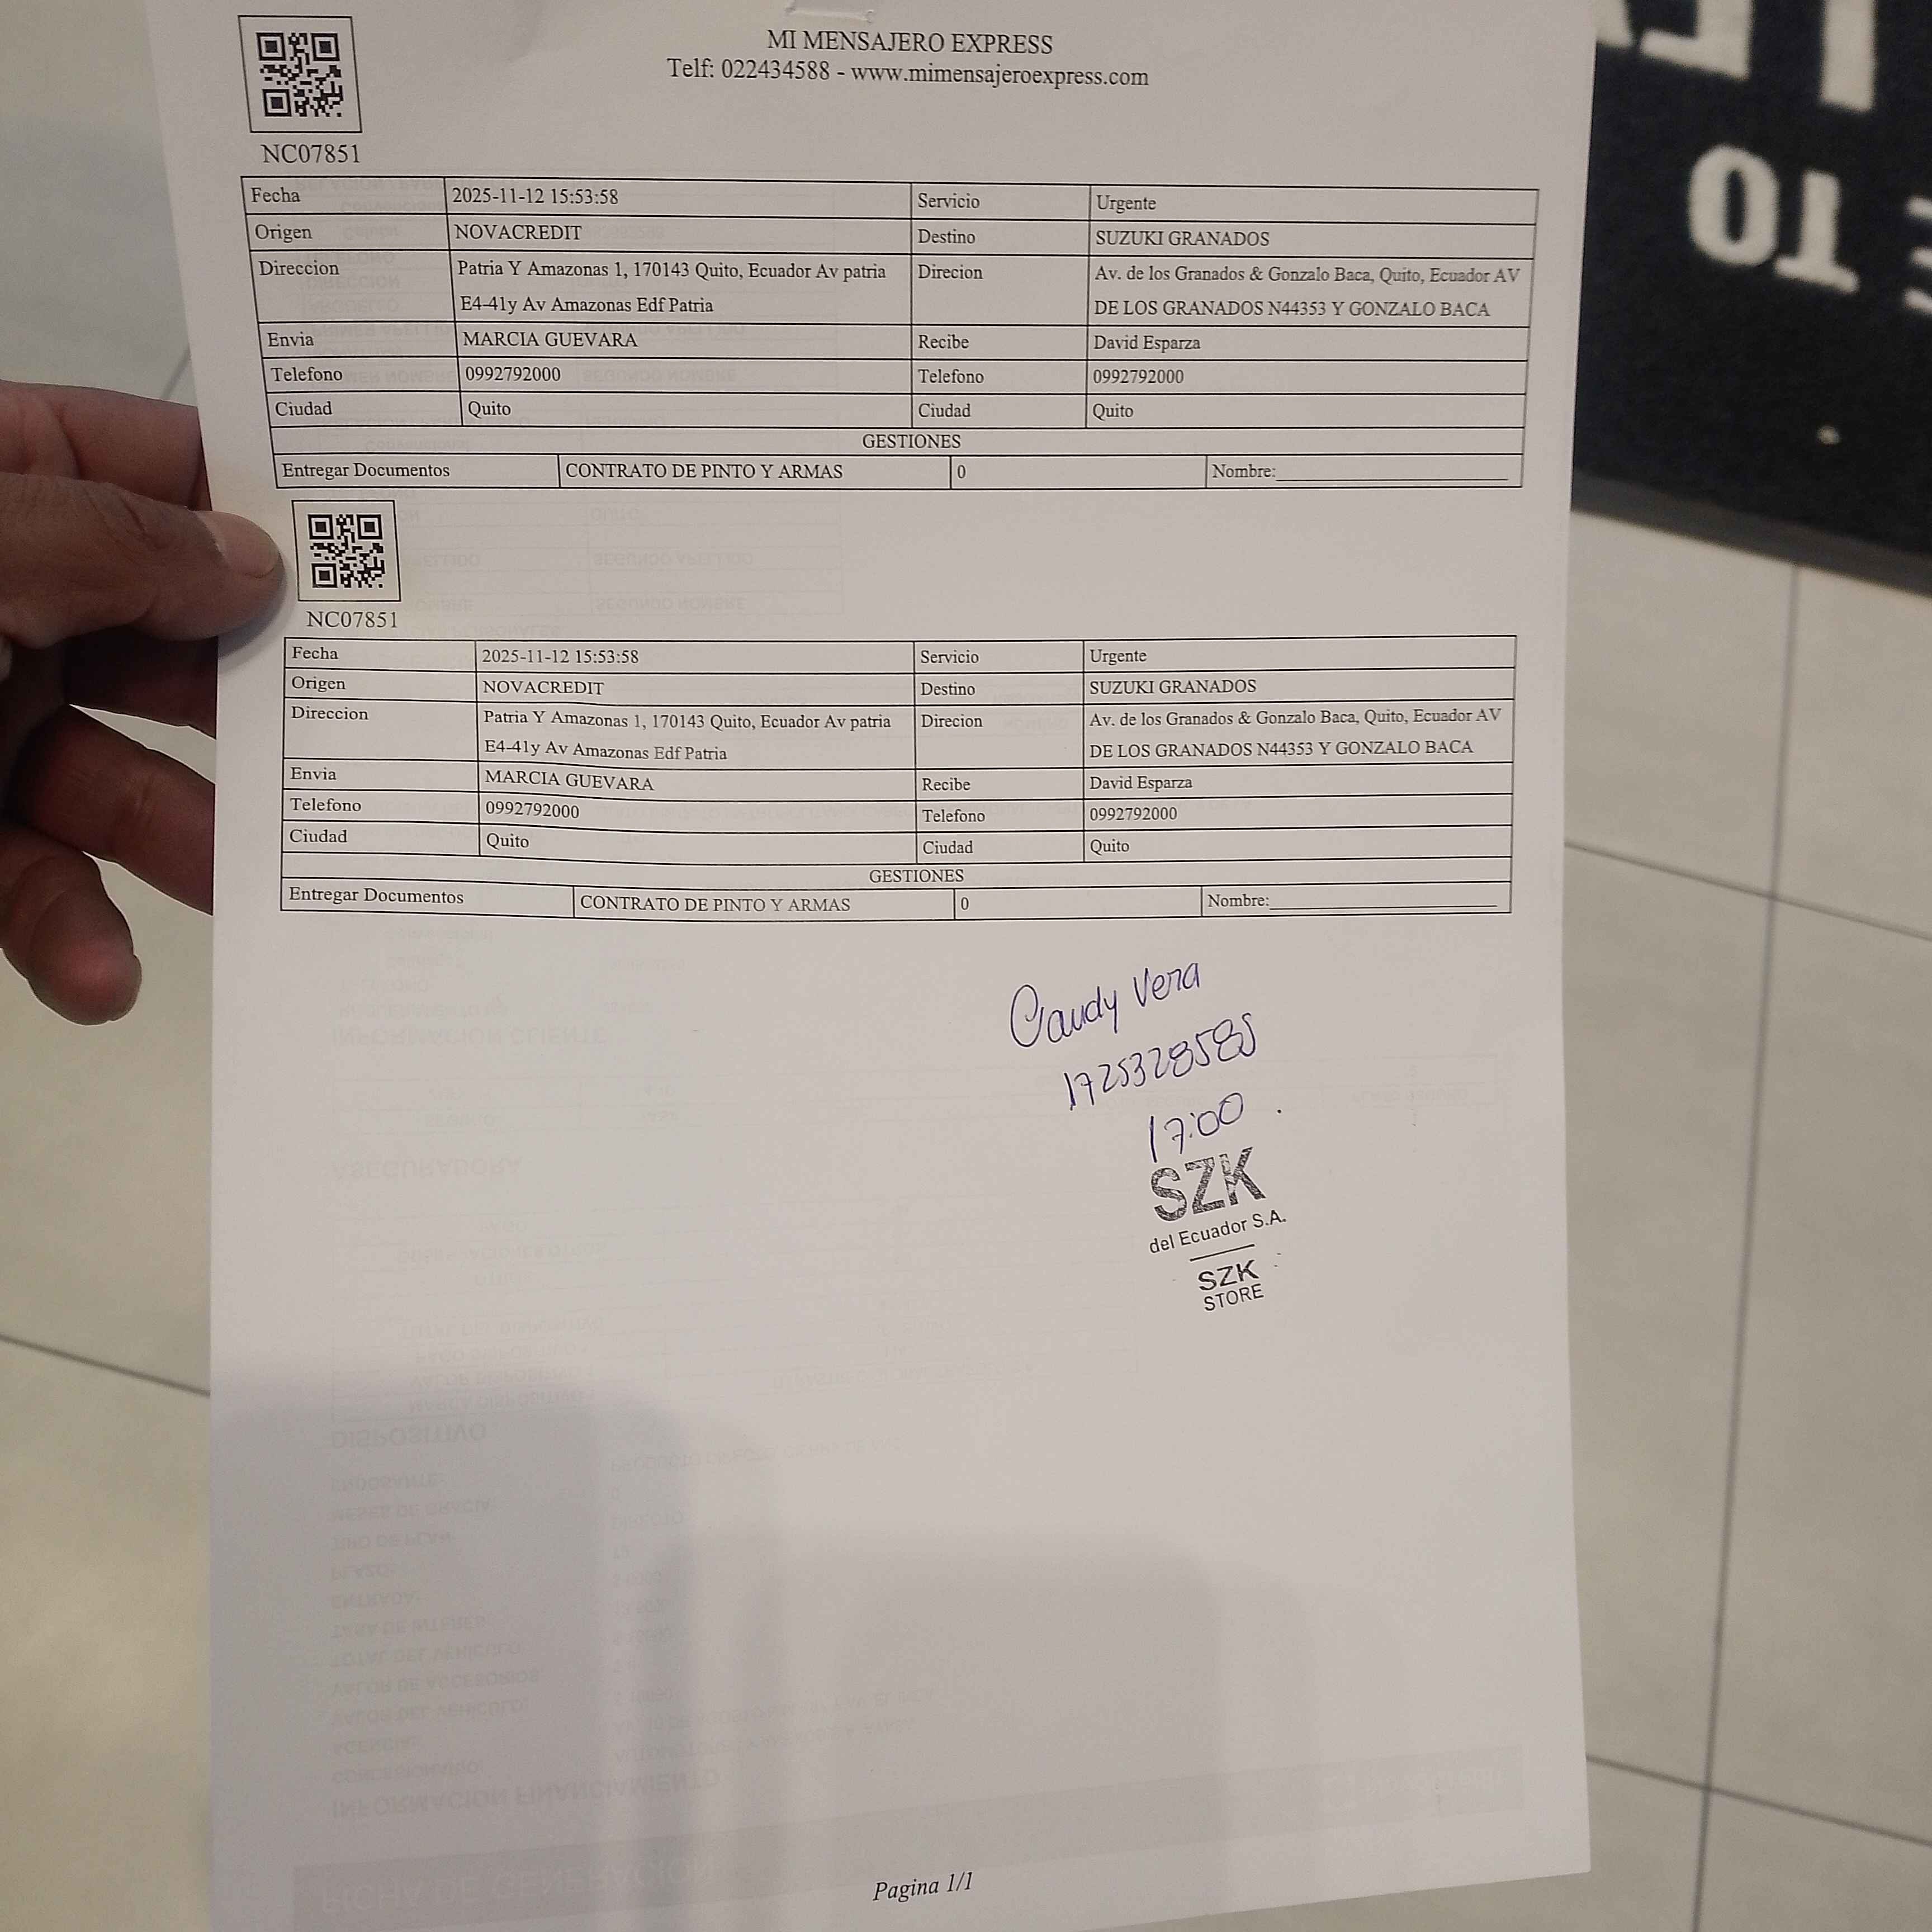 MI MENSAJERO EXPRESS
Telf: 022434588 - www.mimensajeroexpress.com
NC07851
Fecha 2025-11-12 15:53:58 Servicio Urgente
Origen NOVACREDIT Destino SUZUKI GRANADOS
Direccion Patria Y Amazonas 1, 170143 Quito, Ecuador Av patria E4-41y Av Amazonas Edf Patria Direcion Av. de los Granados & Gonzalo Baca, Quito, Ecuador AV DE LOS GRANADOS N44353 Y GONZALO BACA
Envia MARCIA GUEVARA Recibe David Esparza
Telefono 0992792000 Telefono 0992792000
Ciudad Quito Ciudad Quito
GESTIONES
Entregar Documentos CONTRATO DE PINTO Y ARMAS 0 Nombre:
NC07851
Fecha 2025-11-12 15:53:58 Servicio Urgente
Origen NOVACREDIT Destino SUZUKI GRANADOS
Direccion Patria Y Amazonas 1, 170143 Quito, Ecuador Av patria E4-41y Av Amazonas Edf Patria Direcion Av. de los Granados & Gonzalo Baca, Quito, Ecuador AV DE LOS GRANADOS N44353 Y GONZALO BACA
Envia MARCIA GUEVARA Recibe David Esparza
Telefono 0992792000 Telefono 0992792000
Ciudad Quito Ciudad Quito
GESTIONES
Entregar Documentos CONTRATO DE PINTO Y ARMAS 0 Nombre:
Vera
1725328585
17:00
SZK
del Ecuador S.A.
SZK
STORE
Pagina 1/1